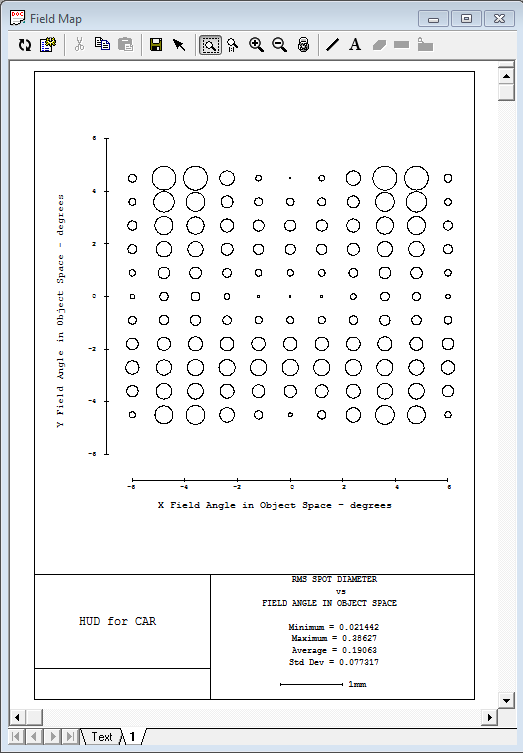 Field Map
6
4
2
0
-2
-4
-6
Y Field Angle in Object Space - degrees
-6
-4
-2
0
2
4
6
X Field Angle in Object Space - degrees
HUD for CAR
RMS SPOT DIAMETER
vs
FIELD ANGLE IN OBJECT SPACE
Minimum = 0.021442
Maximum = 0.38627
Average = 0.19063
Std Dev = 0.077317
1mm
Text
1